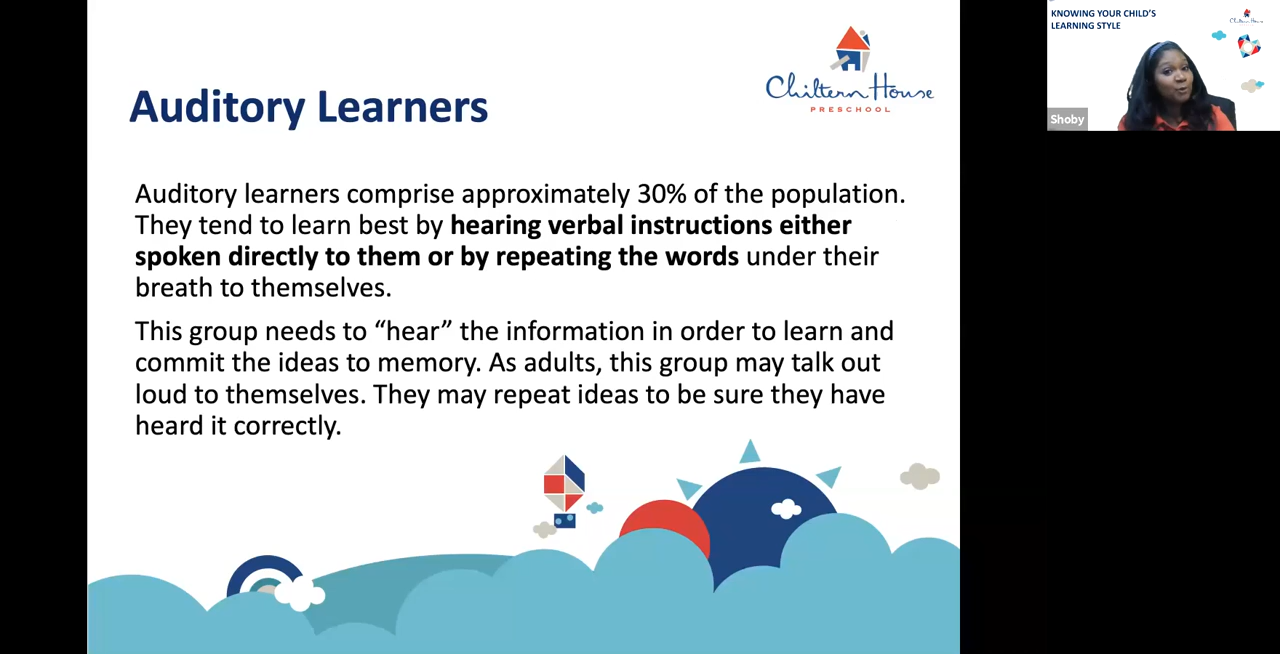 Auditory Learners
Chiltern House
PRESCHOOL
Auditory learners comprise approximately 30% of the population.
They tend to learn best by hearing verbal instructions either
spoken directly to them or by repeating the words under their
breath to themselves.
This group needs to “hear” the information in order to learn and
commit the ideas to memory. As adults, this group may talk out
loud to themselves. They may repeat ideas to be sure they have
heard it correctly.
KNOWING YOUR CHILD'S
LEARNING STYLE
Chiltern House
Shoby